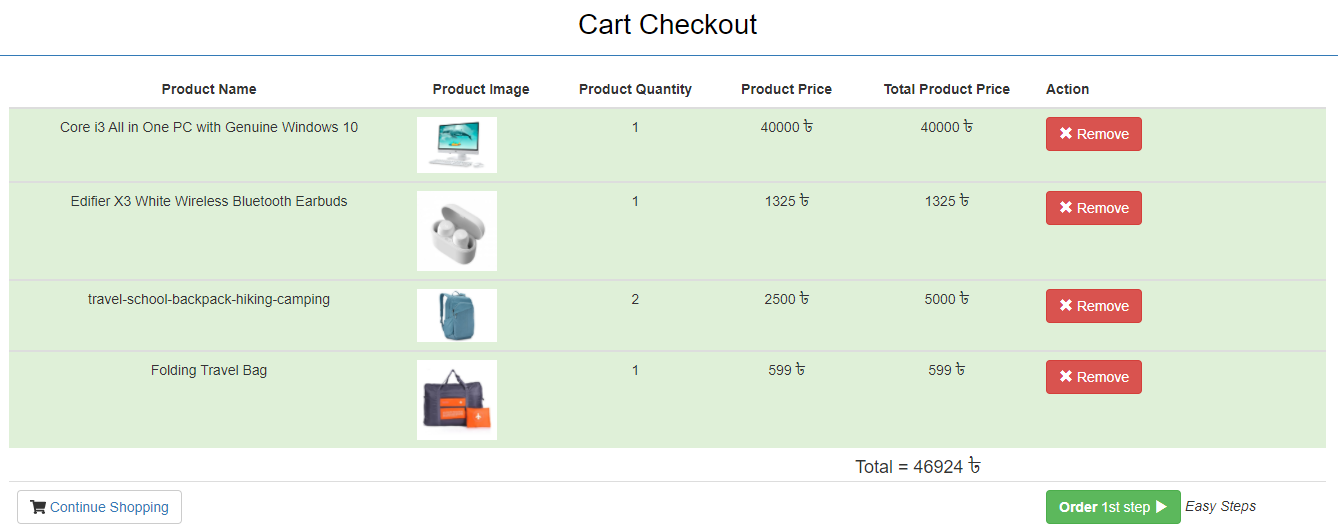 Cart Checkout
Product Name Product Image Product Quantity Product Price Total Product Price Action
Core i3 All in One PC with Genuine Windows 10 1 40000 ৳ 40000 ৳ ✖ Remove
Edifier X3 White Wireless Bluetooth Earbuds 1 1325 ৳ 1325 ৳ ✖ Remove
travel-school-backpack-hiking-camping 2 2500 ৳ 5000 ৳ ✖ Remove
Folding Travel Bag 1 599 ৳ 599 ৳ ✖ Remove
Total = 46924 ৳
Continue Shopping Order 1st step ▶ Easy Steps